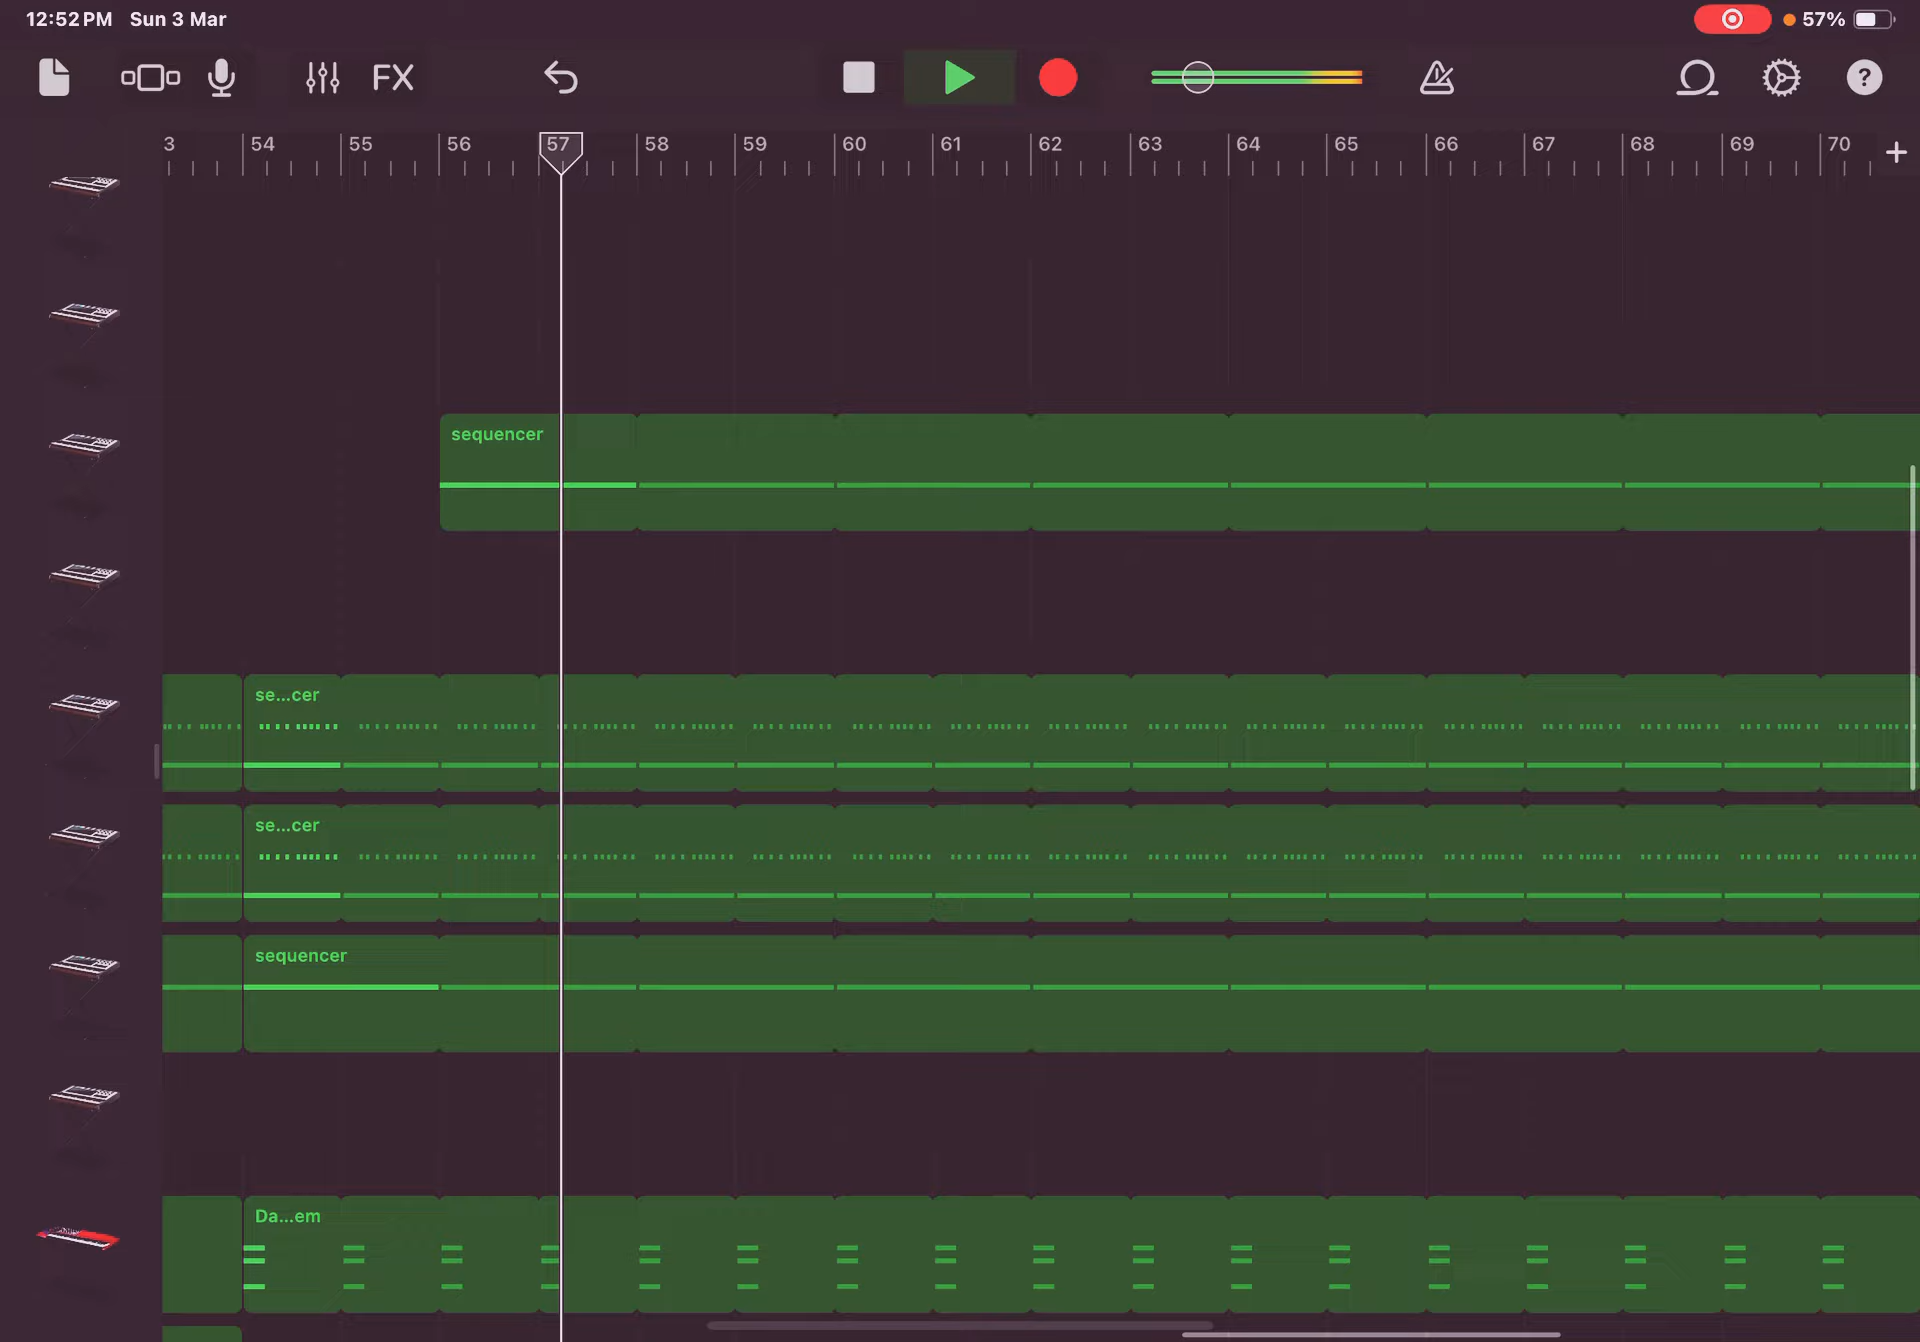 12:52 PM Sun 3 Mar
57%
FX
?
3 54 55 56 57 58 59 60 61 62 63 64 65 66 67 68 69 70 +
sequencer
se...cer
se...cer
sequencer
Da...em